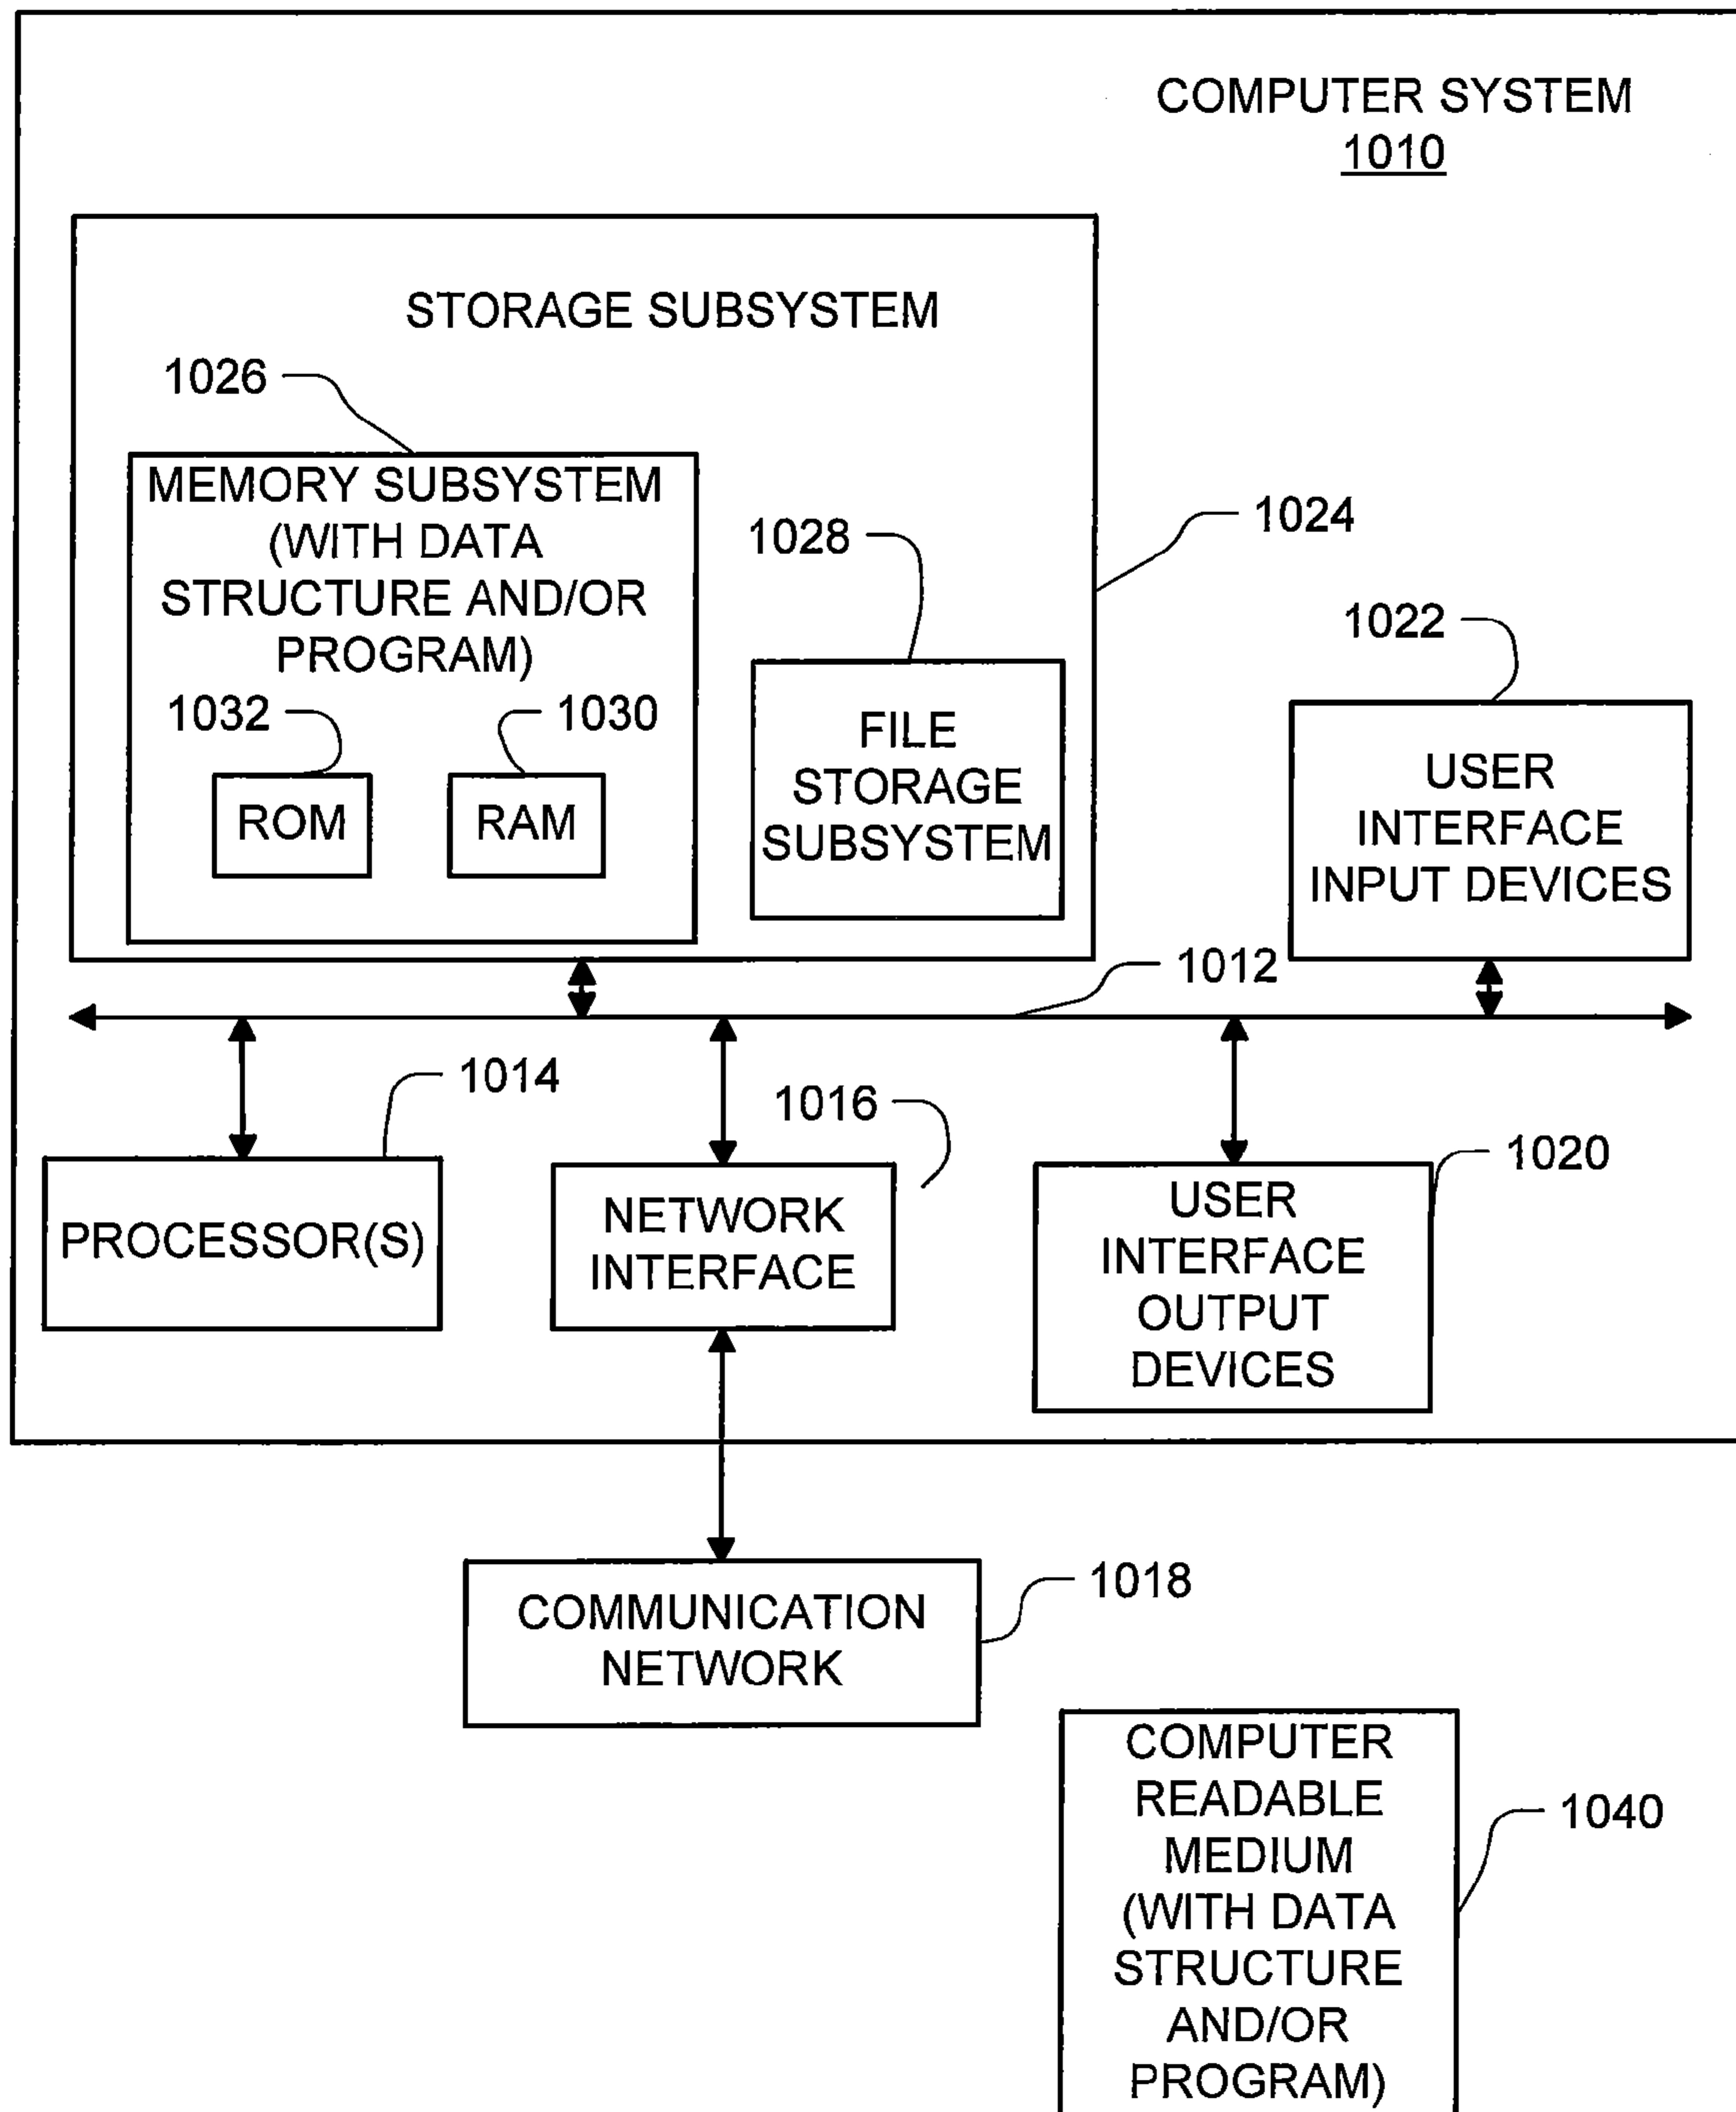 COMPUTER SYSTEM
1010
STORAGE SUBSYSTEM
1026
MEMORY SUBSYSTEM
(WITH DATA
STRUCTURE AND/OR
PROGRAM)
1032
1030
ROM
RAM
1028
FILE
STORAGE
SUBSYSTEM
1024
1022
USER
INTERFACE
INPUT DEVICES
1012
1014
PROCESSOR(S)
1016
NETWORK
INTERFACE
1020
USER
INTERFACE
OUTPUT
DEVICES
COMMUNICATION
NETWORK
1018
COMPUTER
READABLE
MEDIUM
(WITH DATA
STRUCTURE
AND/OR
PROGRAM)
1040